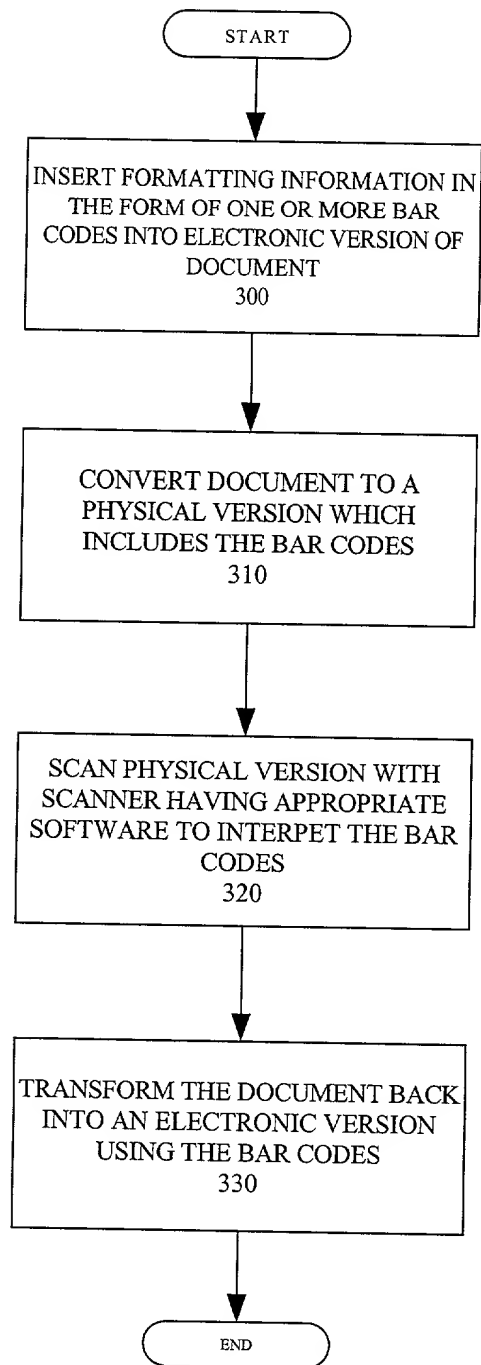 START
INSERT FORMATTING INFORMATION IN
THE FORM OF ONE OR MORE BAR
CODES INTO ELECTRONIC VERSION OF
DOCUMENT
300
CONVERT DOCUMENT TO A
PHYSICAL VERSION WHICH
INCLUDES THE BAR CODES
310
SCAN PHYSICAL VERSION WITH
SCANNER HAVING APPROPRIATE
SOFTWARE TO INTERPET THE BAR
CODES
320
TRANSFORM THE DOCUMENT BACK
INTO AN ELECTRONIC VERSION
USING THE BAR CODES
330
END